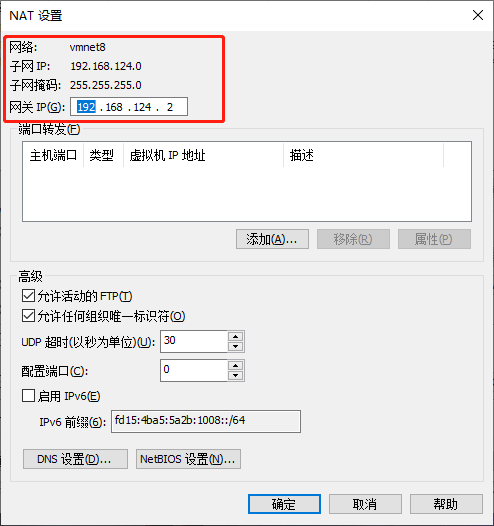 NAT 设置
网络: vmnet8
子网 IP: 192.168.124.0
子网掩码: 255.255.255.0
网关 IP(G): 192 . 168 . 124 . 2
端口转发(F)
主机端口 类型 虚拟机 IP 地址 描述
添加(A)... 移除(R) 属性(P)
高级
允许活动的 FTP(T)
允许任何组织唯一标识符(O)
UDP 超时(以秒为单位)(U): 30
配置端口(C): 0
启用 IPv6(E)
IPv6 前缀(6): fd15:4ba5:5a2b:1008::/64
DNS 设置(D)... NetBIOS 设置(N)...
确定 取消 帮助